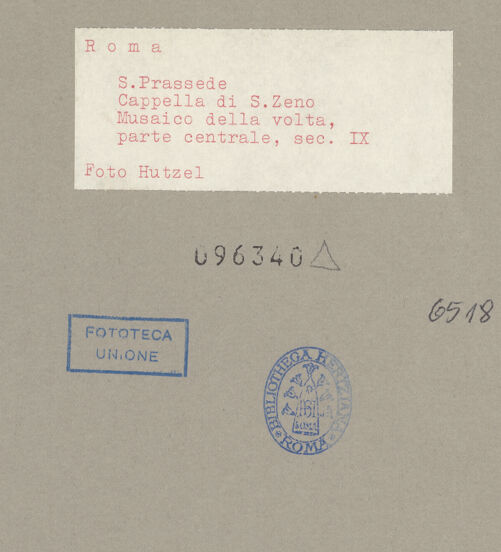 Roma
S.Prassede
Cappella di S.Zeno
Musaico della volta,
parte centrale, sec. IX
Foto Hutzel
096340
6518
FOTOTECA
UNIONE
BIBLIOTHECA HERTZIANA
ROMA